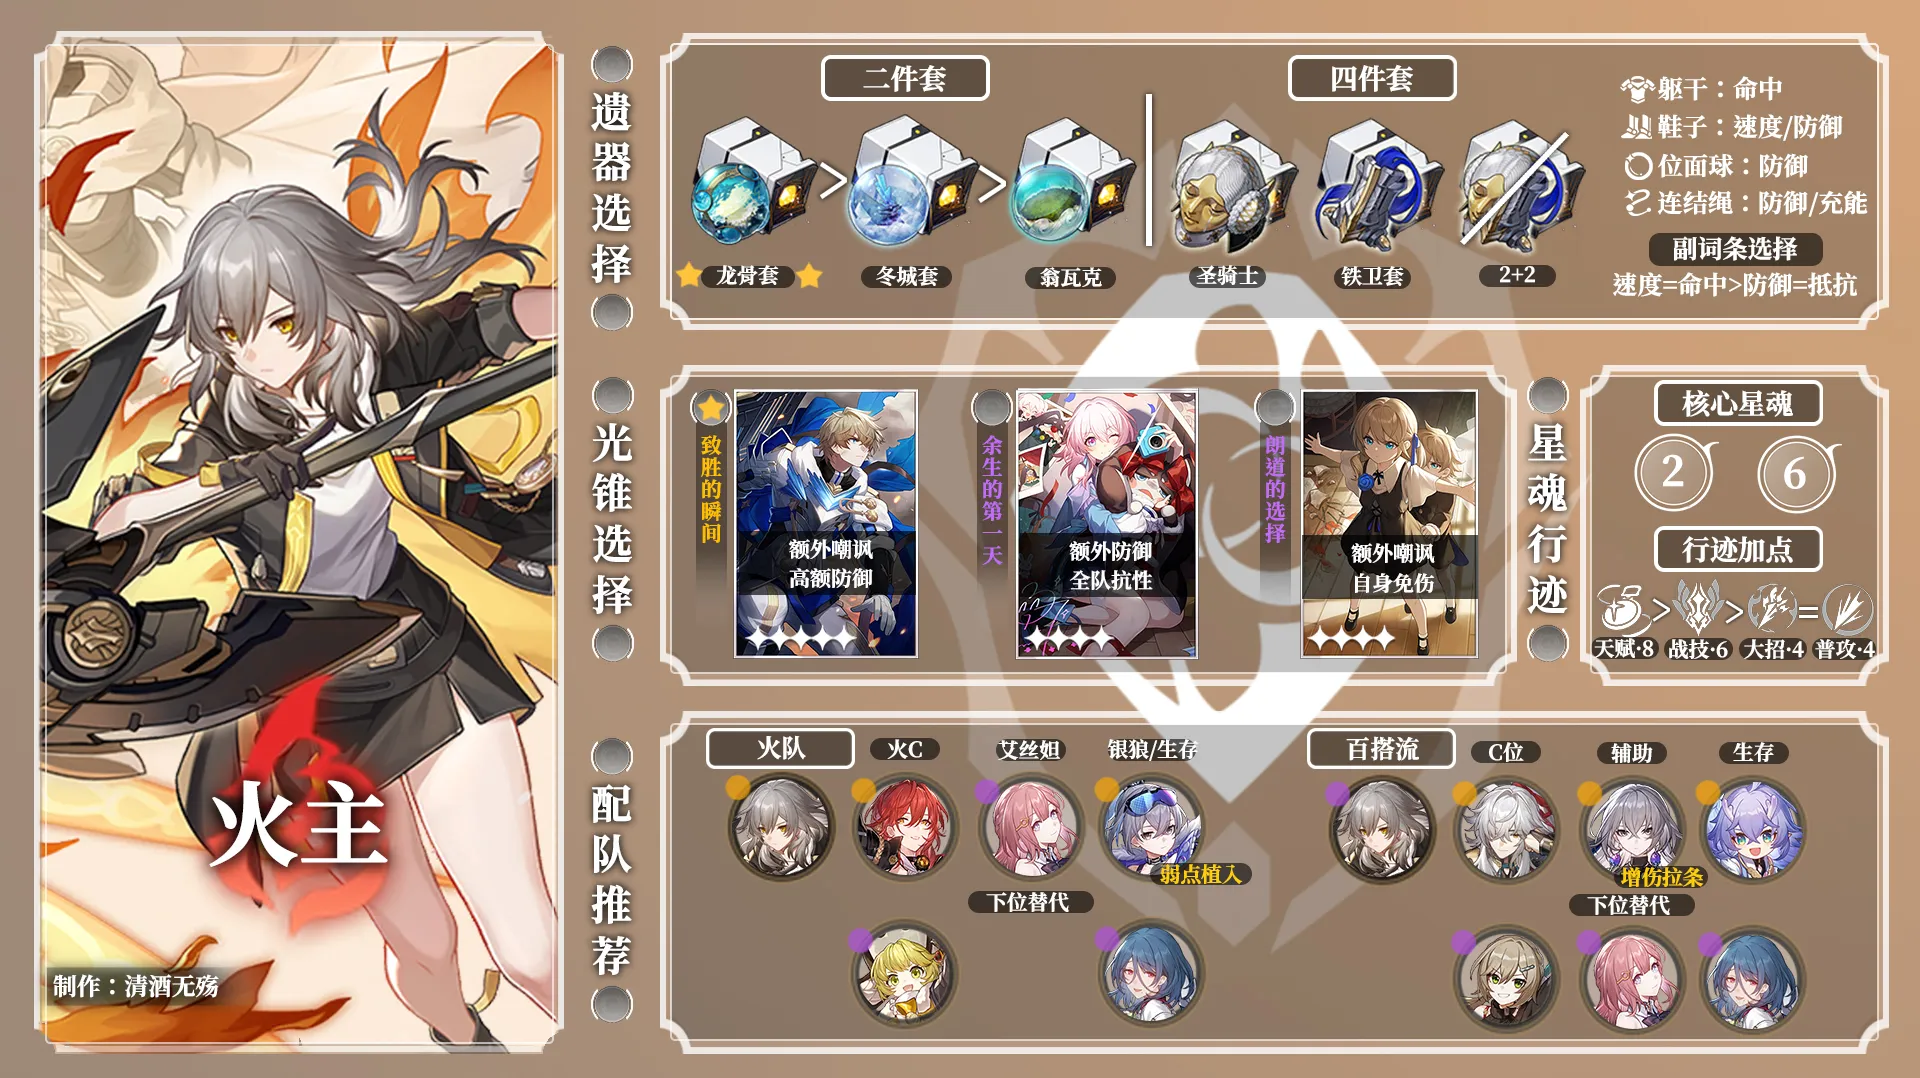 火主
制作：清酒无殇
遗器选择
二件套
龙骨套
>
冬城套
>
翁瓦克
四件套
圣骑士
铁卫套
2+2
躯干：命中
鞋子：速度/防御
位面球：防御
连结绳：防御/充能
副词条选择
速度=命中>防御=抵抗
光锥选择
致胜的瞬间
额外嘲讽
高额防御
余生的第一天
额外防御
全队抗性
朗道的选择
额外嘲讽
自身免伤
星魂行迹
核心星魂
2
6
行迹加点
> > =
天赋·8 战技·6 大招·4 普攻·4
配队推荐
火队
火C
艾丝妲
银狼/生存
弱点植入
下位替代
百搭流
C位
辅助
生存
增伤拉条
下位替代